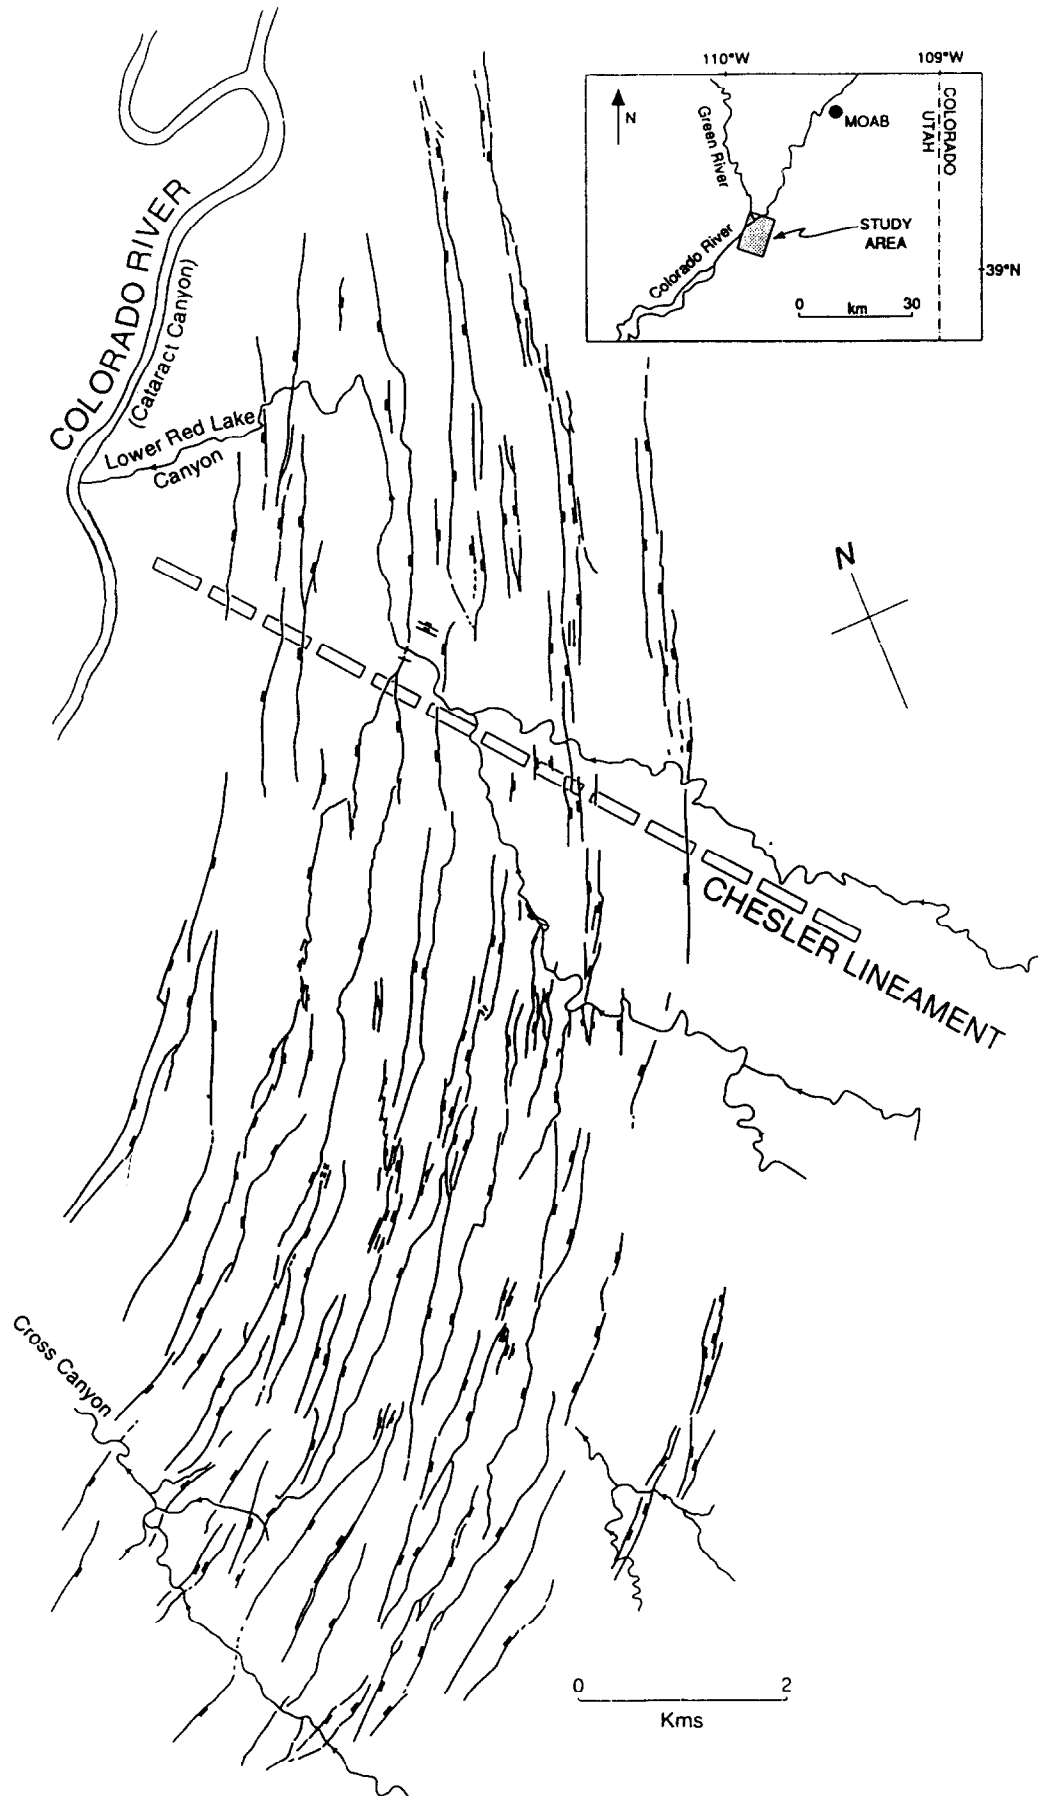 110°W
109°W
N
Green River
MOAB
COLORADO
UTAH
STUDY
AREA
Colorado River
39°N
0 km 30
COLORADO RIVER
(Cataract Canyon)
Lower Red Lake
Canyon
N
CHESLER LINEAMENT
Cross Canyon
0 2
Kms